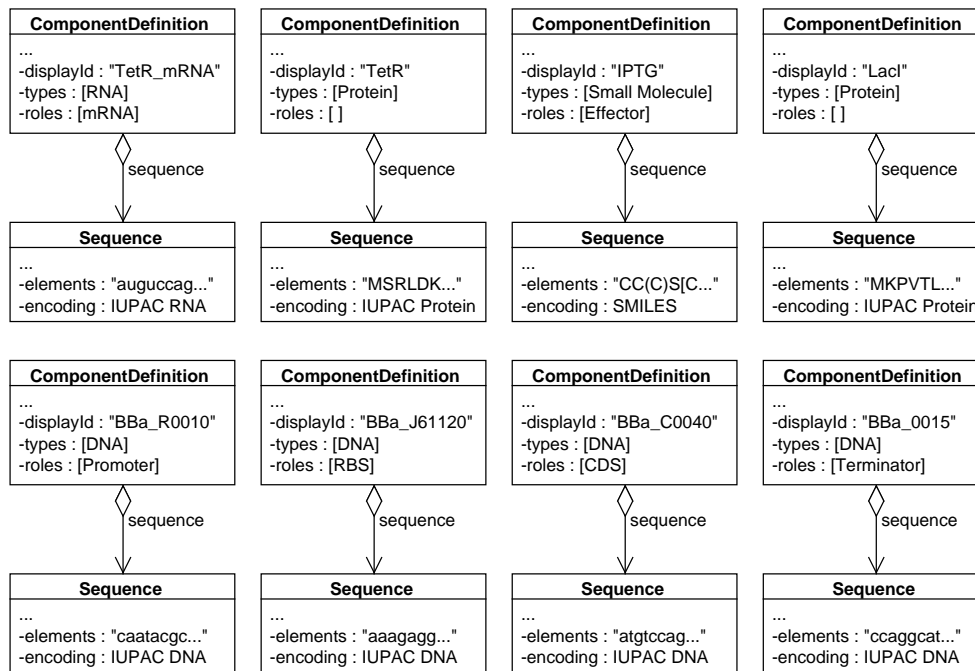 ComponentDefinition
...
-displayId : "TetR_mRNA"
-types : [RNA]
-roles : [mRNA]
sequence
Sequence
...
-elements : "auguccag..."
-encoding : IUPAC RNA
ComponentDefinition
...
-displayId : "TetR"
-types : [Protein]
-roles : [ ]
sequence
Sequence
...
-elements : "MSRLDK..."
-encoding : IUPAC Protein
ComponentDefinition
...
-displayId : "IPTG"
-types : [Small Molecule]
-roles : [Effector]
sequence
Sequence
...
-elements : "CC(C)S[C..."
-encoding : SMILES
ComponentDefinition
...
-displayId : "LacI"
-types : [Protein]
-roles : [ ]
sequence
Sequence
...
-elements : "MKPVTL..."
-encoding : IUPAC Protein
ComponentDefinition
...
-displayId : "BBa_R0010"
-types : [DNA]
-roles : [Promoter]
sequence
Sequence
...
-elements : "caatacgc..."
-encoding : IUPAC DNA
ComponentDefinition
...
-displayId : "BBa_J61120"
-types : [DNA]
-roles : [RBS]
sequence
Sequence
...
-elements : "aaagagg..."
-encoding : IUPAC DNA
ComponentDefinition
...
-displayId : "BBa_C0040"
-types : [DNA]
-roles : [CDS]
sequence
Sequence
...
-elements : "atgtccag..."
-encoding : IUPAC DNA
ComponentDefinition
...
-displayId : "BBa_0015"
-types : [DNA]
-roles : [Terminator]
sequence
Sequence
...
-elements : "ccaggcat..."
-encoding : IUPAC DNA